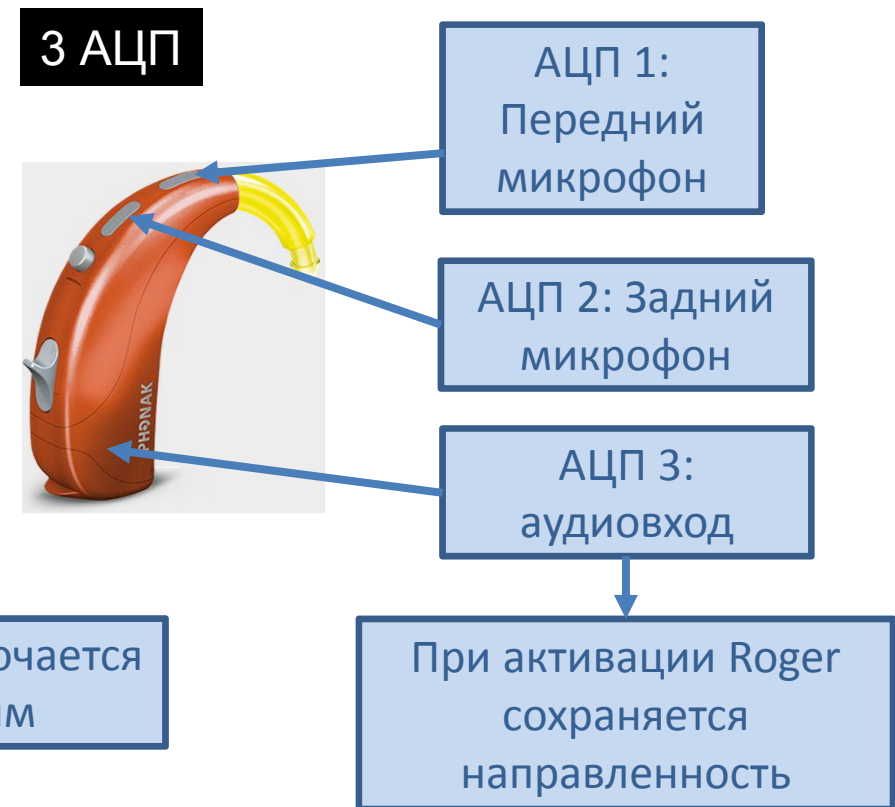 3 АЦП
АЦП 1:
Передний
микрофон
АЦП 2: Задний
микрофон
PHONAK
АЦП 3:
аудиовход
При активации Roger
сохраняется
направленность